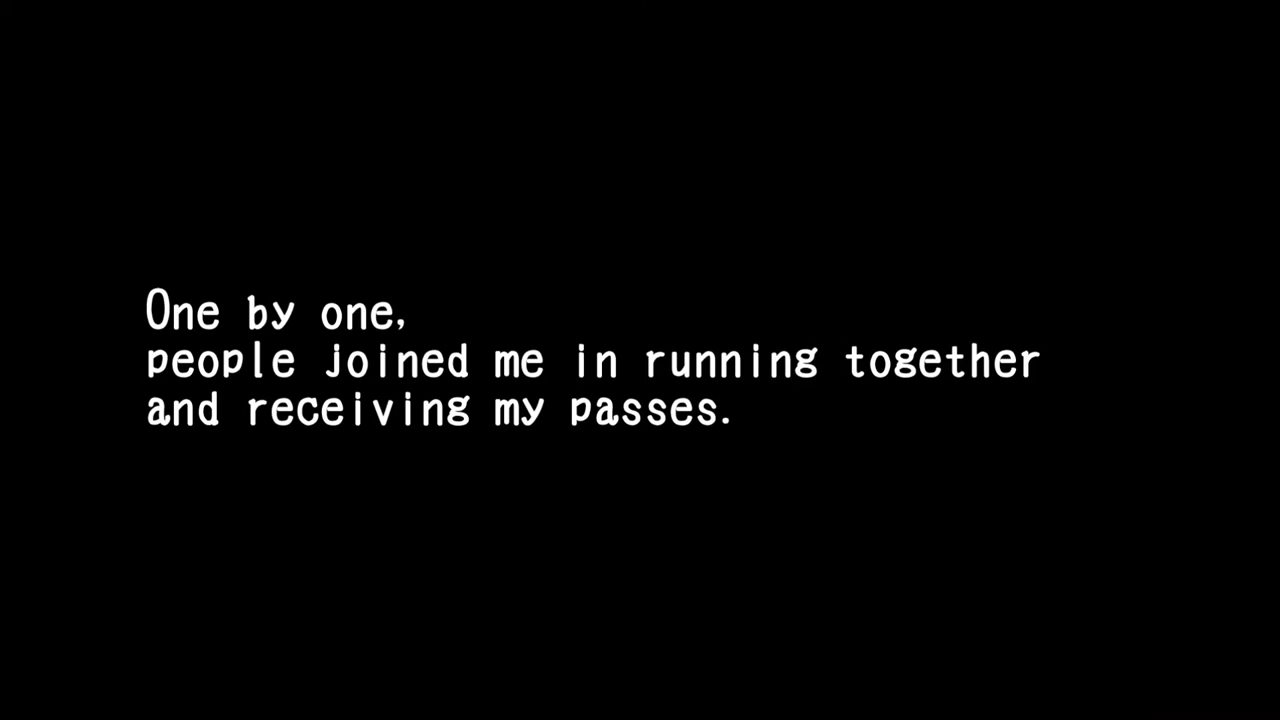 One by one,
people joined me in running together
and receiving my passes.